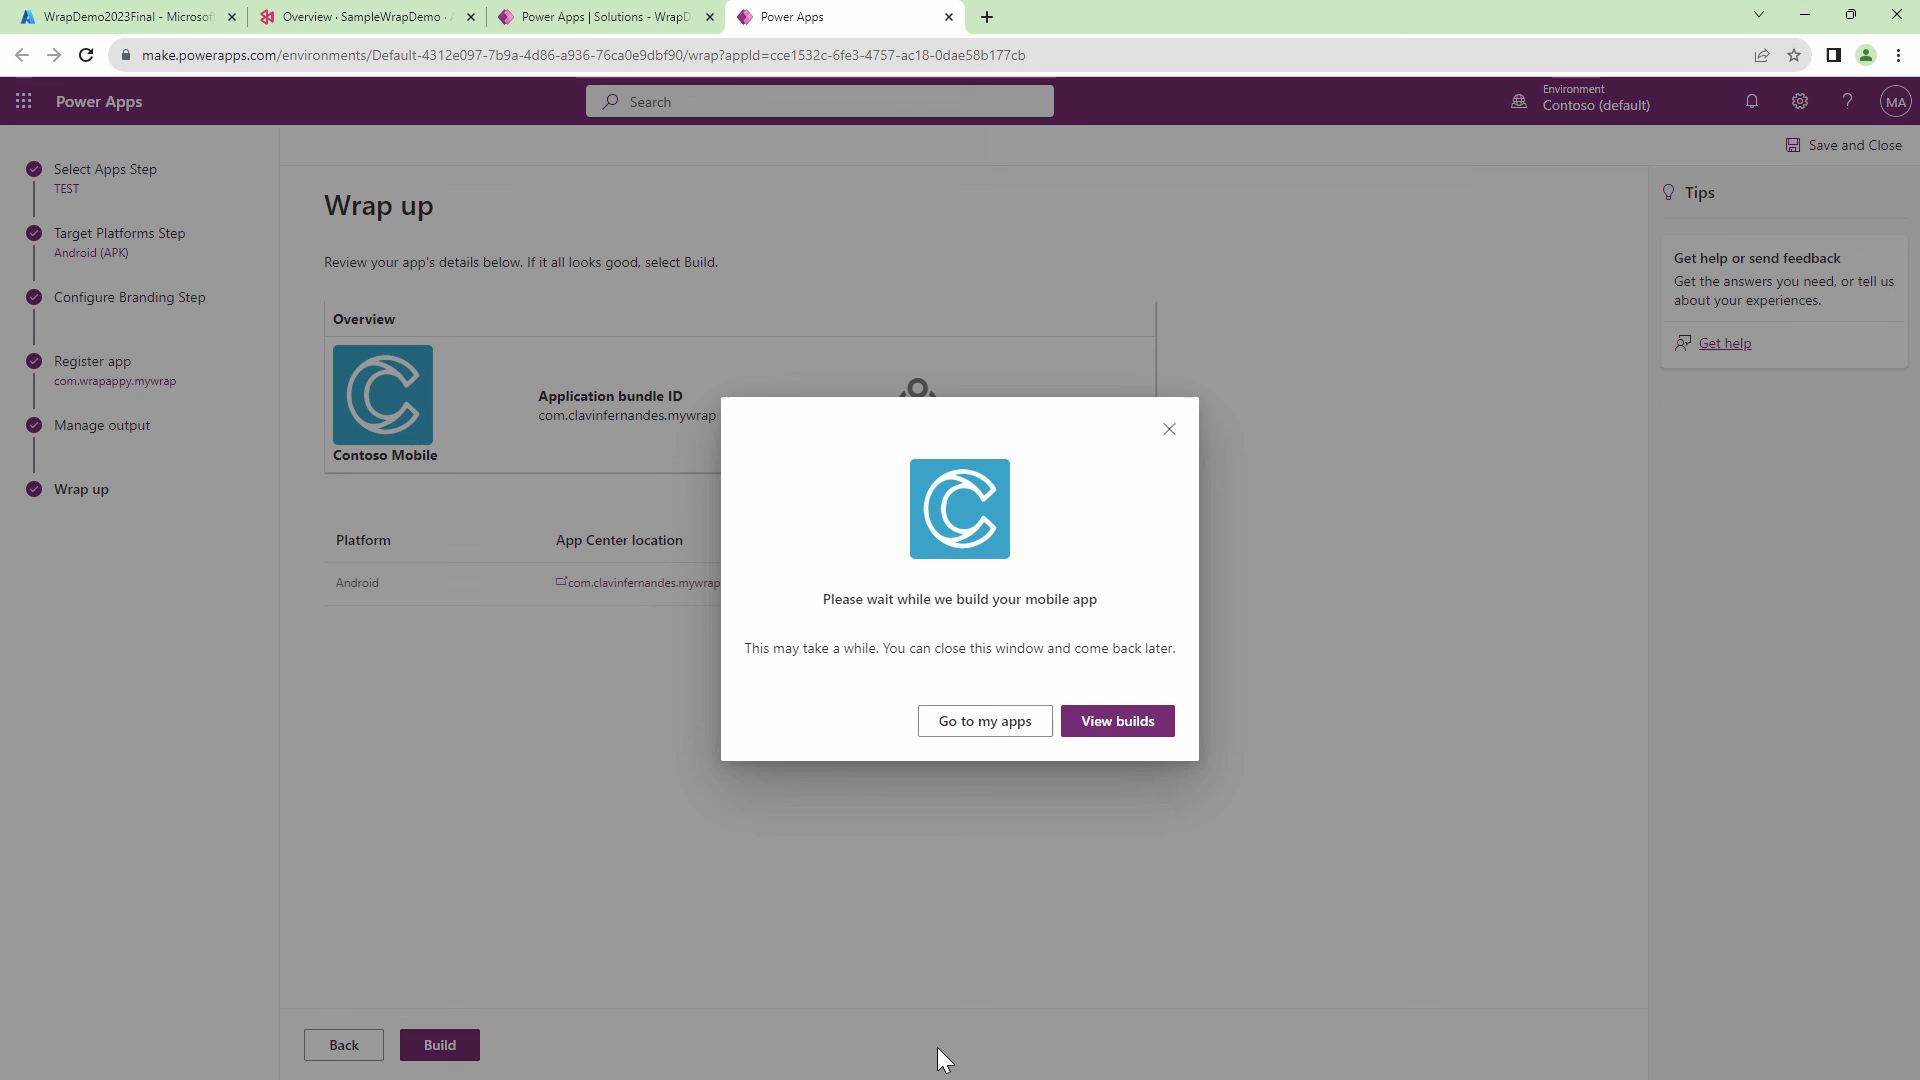 WrapDemo2023Final - Microsof
Overview · SampleWrapDemo ·
Power Apps | Solutions - WrapD
Power Apps
make.powerapps.com/environments/Default-4312e097-7b9a-4d86-a936-76ca0e9dbf90/wrap?appId=cce1532c-6fe3-4757-ac18-0dae58b177cb
Power Apps
Search
Environment
Contoso (default)
?
MA
Save and Close
Select Apps Step
TEST
Target Platforms Step
Android (APK)
Configure Branding Step
Register app
com.wrapappy.mywrap
Manage output
Wrap up
Wrap up
Review your app's details below. If it all looks good, select Build.
Overview
Contoso Mobile
Application bundle ID
com.clavinfernandes.mywrap
Platform
App Center location
Android
com.clavinfernandes.mywrap
Please wait while we build your mobile app
This may take a while. You can close this window and come back later.
Go to my apps
View builds
Back
Build
Tips
Get help or send feedback
Get the answers you need, or tell us
about your experiences.
Get help